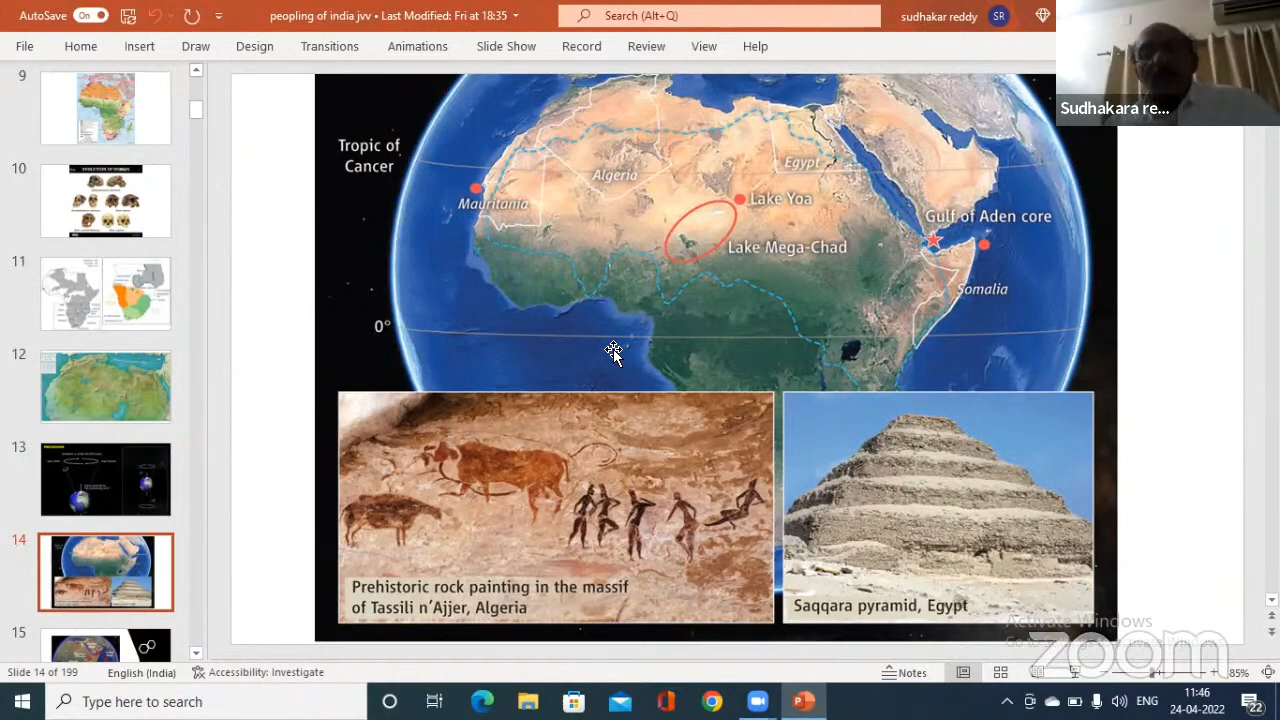 AutoSave On peopling of india jvv • Last Modified: Fri at 18:35 Search (Alt+Q) sudhakar reddy SR
File Home Insert Draw Design Transitions Animations Slide Show Record Review View Help
Sudhakara re...
9
10
11
12
13
14
15
Tropic of
Cancer
Egypt
Algeria
Mauritania
Lake Yoa
Gulf of Aden core
Lake Mega-Chad
Somalia
0°
Prehistoric rock painting in the massif
of Tassili n'Ajjer, Algeria
Saqqara pyramid, Egypt
Activate Windows
zoom
Slide 14 of 199 English (India) Accessibility: Investigate Notes 85%
Type here to search
ENG
11:46
24-04-2022
22